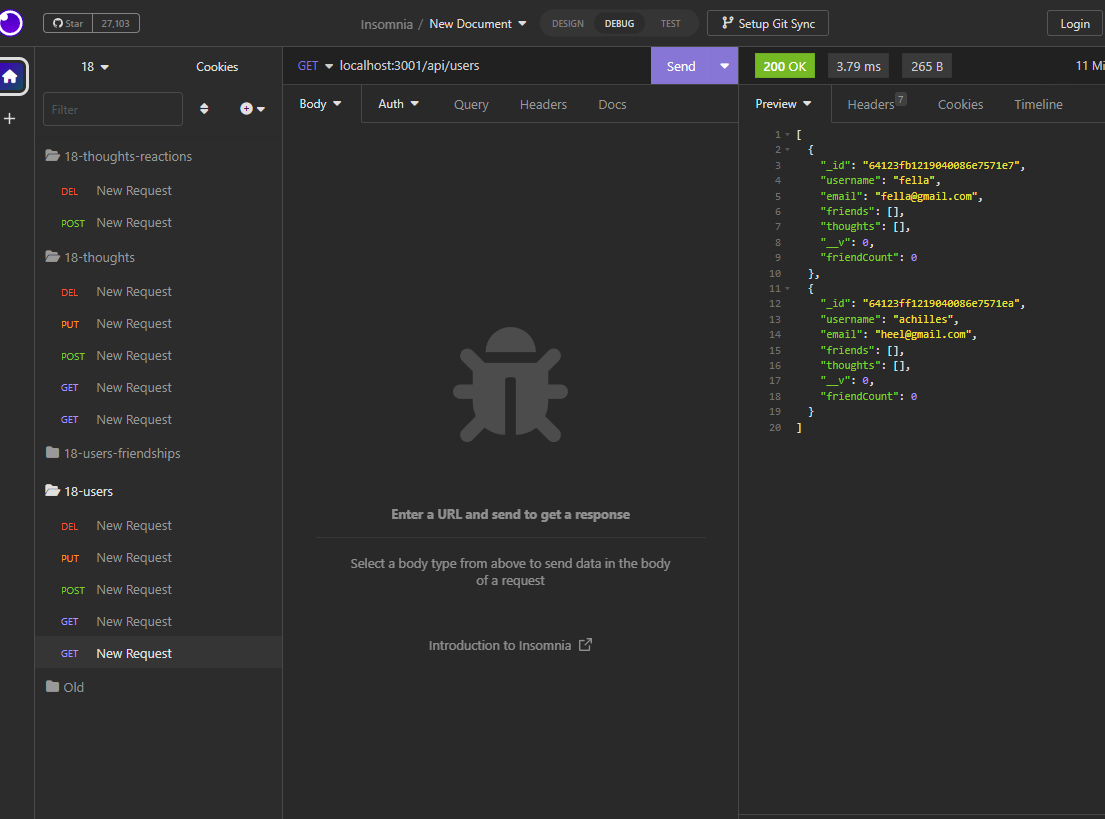 Star 27,103
Insomnia / New Document
DESIGN DEBUG TEST
Setup Git Sync
Login
18
Cookies
Filter
18-thoughts-reactions
DEL New Request
POST New Request
18-thoughts
DEL New Request
PUT New Request
POST New Request
GET New Request
GET New Request
18-users-friendships
18-users
DEL New Request
PUT New Request
POST New Request
GET New Request
GET New Request
Old
GET localhost:3001/api/users
Send
Body Auth Query Headers Docs
Enter a URL and send to get a response
Select a body type from above to send data in the body
of a request
Introduction to Insomnia
200 OK 3.79 ms 265 B 11 Mi
Preview Headers 7 Cookies Timeline
1 [
2 {
3 "_id": "64123fb1219040086e7571e7",
4 "username": "fella",
5 "email": "fella@gmail.com",
6 "friends": [],
7 "thoughts": [],
8 "__v": 0,
9 "friendCount": 0
10 },
11 {
12 "_id": "64123ff1219040086e7571ea",
13 "username": "achilles",
14 "email": "heel@gmail.com",
15 "friends": [],
16 "thoughts": [],
17 "__v": 0,
18 "friendCount": 0
19 }
20 ]